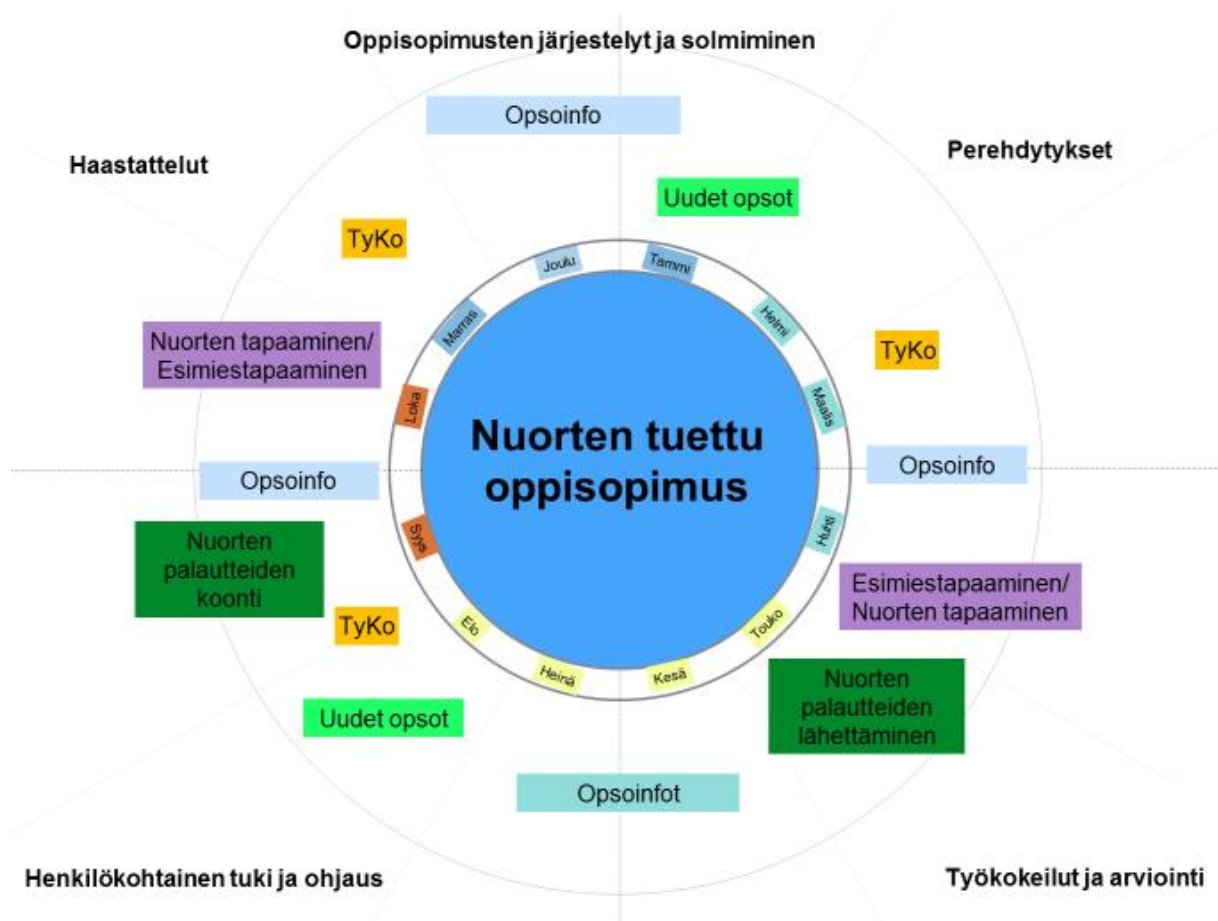 Oppisopimusten järjestelyt ja solmiminen
Opsoinfo
Haastattelut
Perehdytykset
Uudet opsot
TyKo
Joulu
Tammi
Marras
Helmi
Nuorten tapaaminen/
Esimiestapaaminen
TyKo
Loka
Maalis
Nuorten tuettu
oppisopimus
Opsoinfo
Opsoinfo
Syys
Huhti
Nuorten
palautteiden
koonti
Esimiestapaaminen/
Nuorten tapaaminen
TyKo
Elo
Touko
Heinä
Kesä
Nuorten
palautteiden
lähettäminen
Uudet opsot
Opsoinfot
Henkilökohtainen tuki ja ohjaus
Työkokeilut ja arviointi